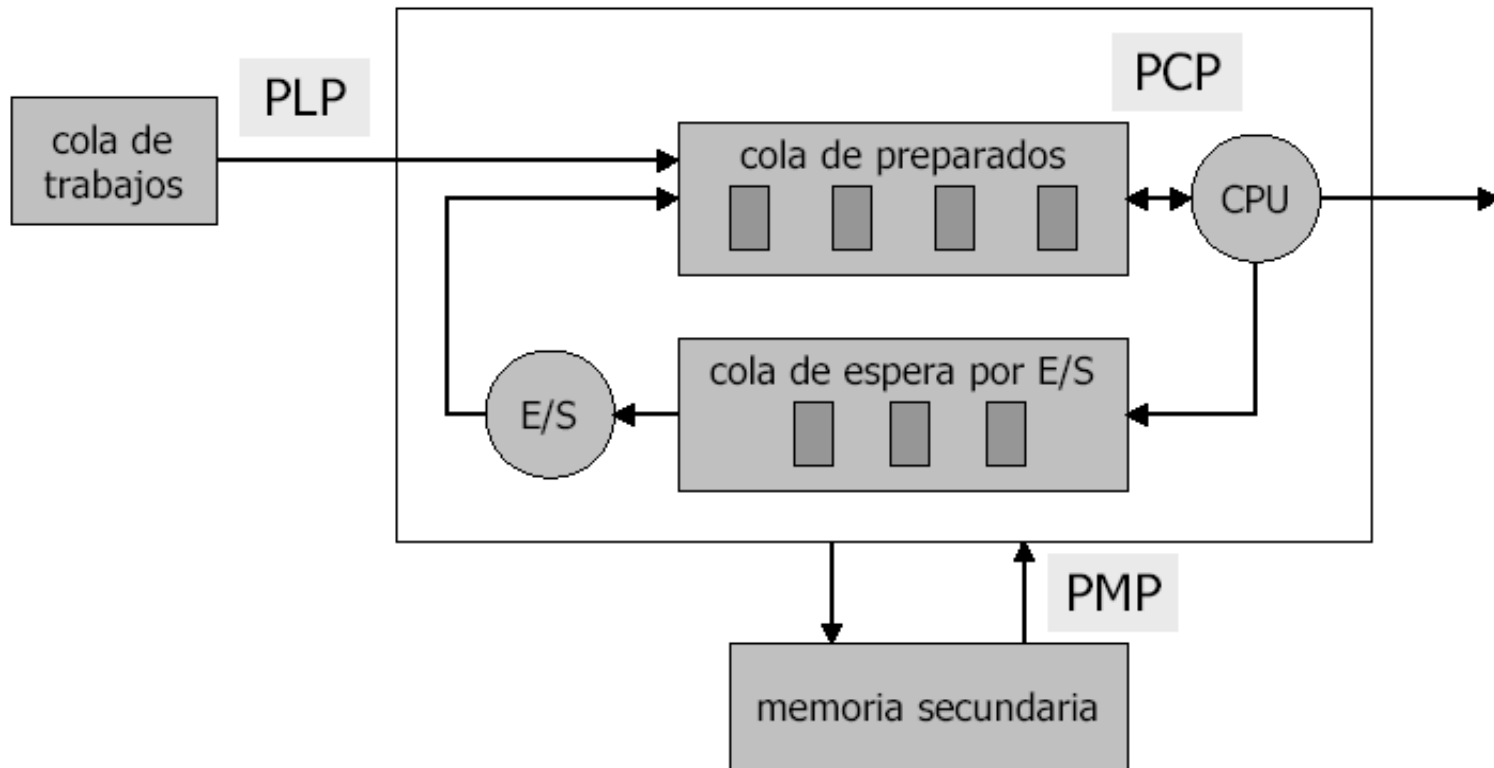 PLP
PCP
cola de
trabajos
cola de preparados
CPU
cola de espera por E/S
E/S
PMP
memoria secundaria